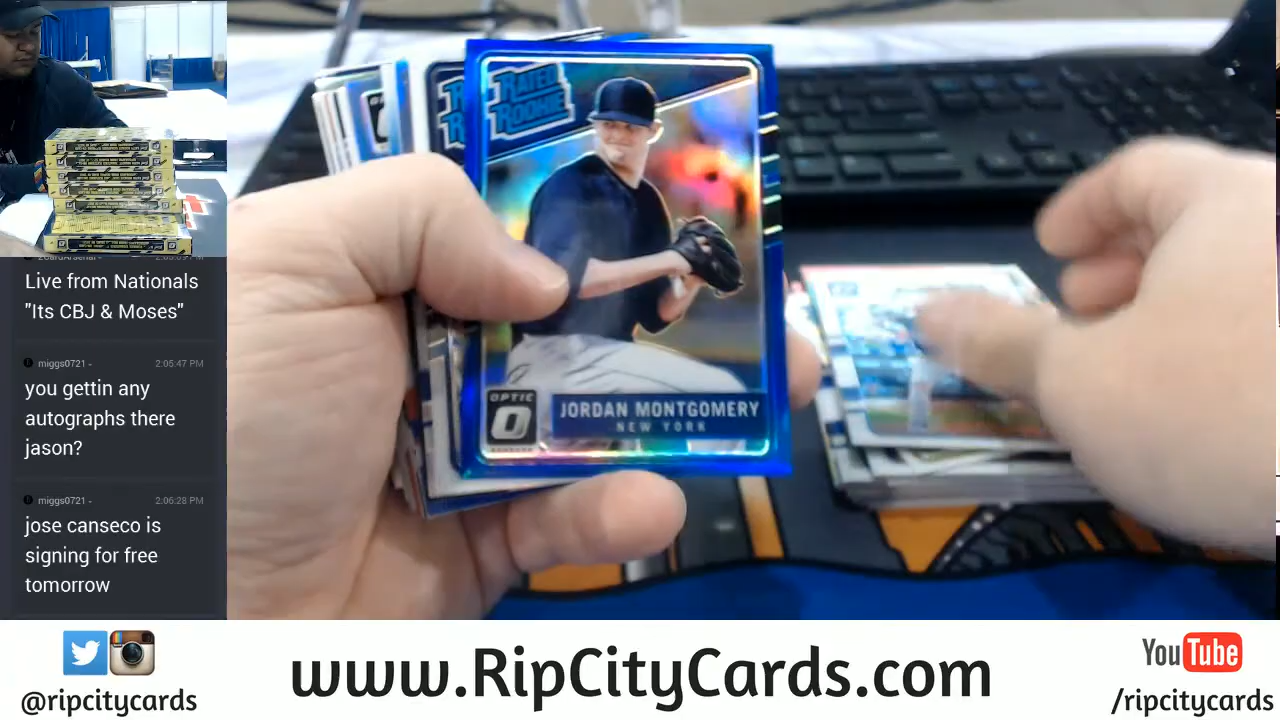 Live from Nationals
"Its CBJ & Moses"
miggs0721 -
2:05:47 PM
you gettin any
autographs there
jason?
miggs0721 -
2:06:28 PM
jose canseco is
signing for free
tomorrow
RATED
ROOKIE
OPTIC
JORDAN MONTGOMERY
NEW YORK
@ripcitycards
www.RipCityCards.com
YouTube
/ripcitycards